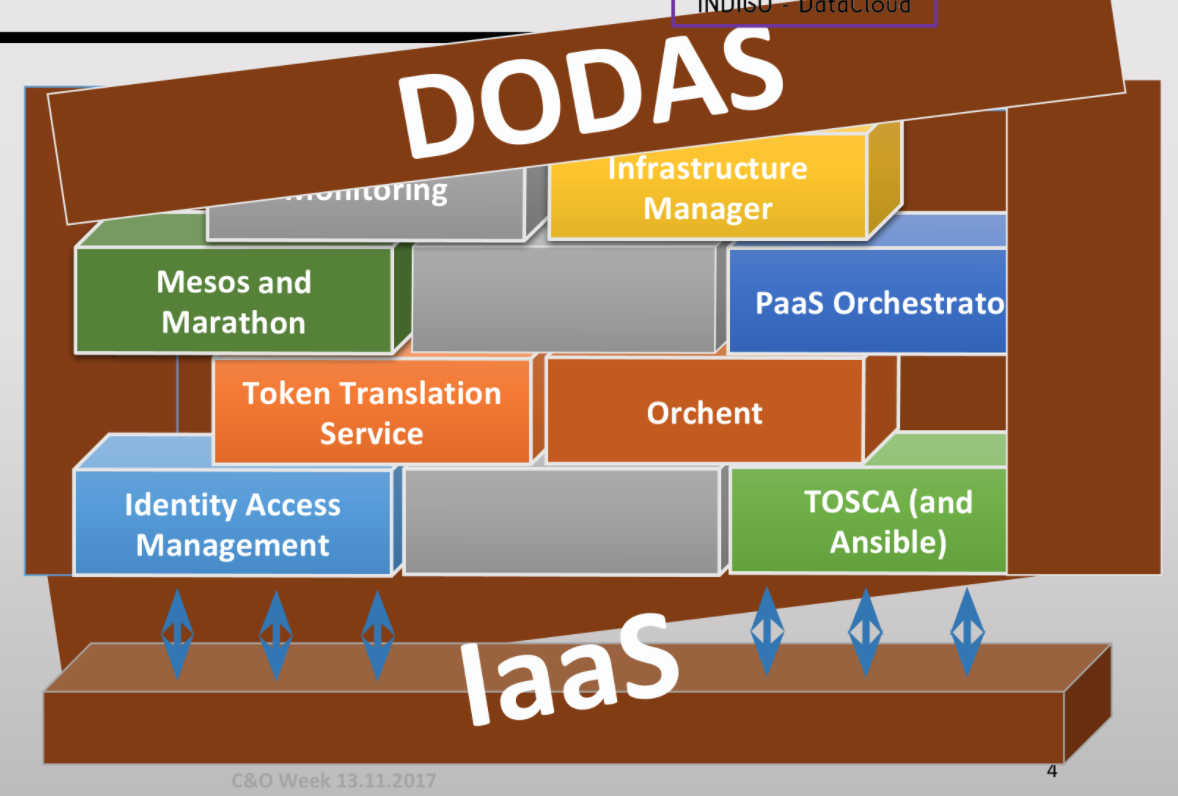 INDIGO - DataCloud
DODAS
Monitoring
Infrastructure
Manager
Mesos and
Marathon
PaaS Orchestrato
Token Translation
Service
Orchent
Identity Access
Management
TOSCA (and
Ansible)
IaaS
C&O Week 13.11.2017
4